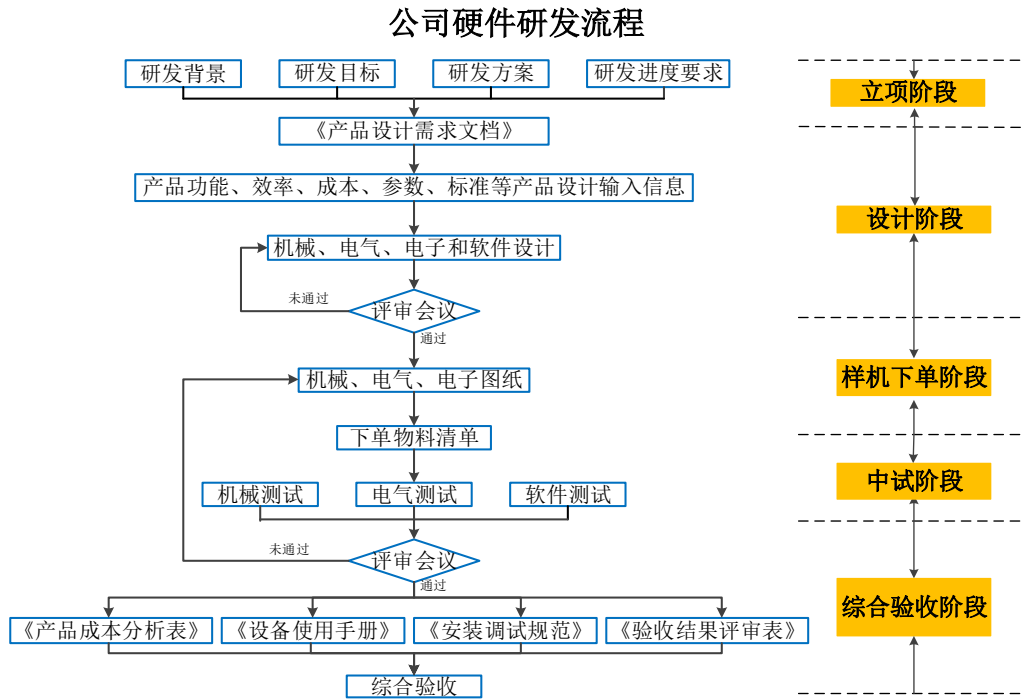 公司硬件研发流程
研发背景
研发目标
研发方案
研发进度要求
立项阶段
《产品设计需求文档》
产品功能、效率、成本、参数、标准等产品设计输入信息
设计阶段
机械、电气、电子和软件设计
未通过
评审会议
通过
机械、电气、电子图纸
样机下单阶段
下单物料清单
中试阶段
机械测试
电气测试
软件测试
未通过
评审会议
通过
综合验收阶段
《产品成本分析表》
《设备使用手册》
《安装调试规范》
《验收结果评审表》
综合验收